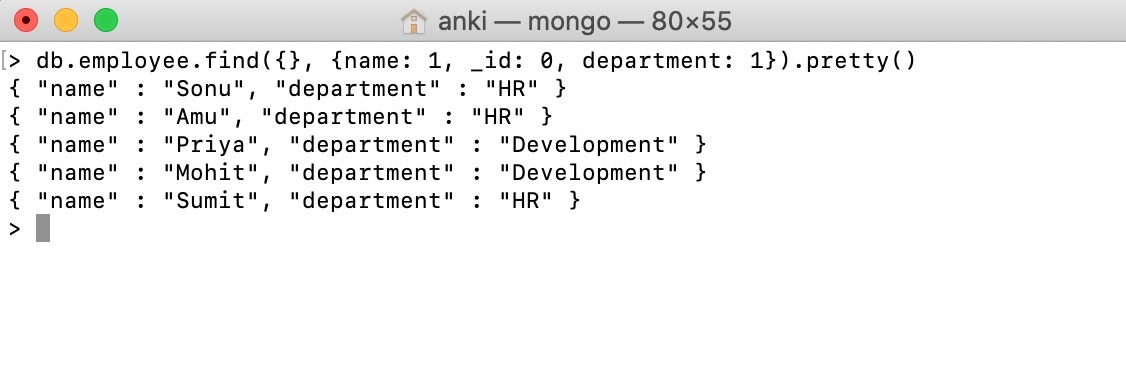 anki — mongo — 80×55
[> db.employee.find({}, {name: 1, _id: 0, department: 1}).pretty()
{ "name" : "Sonu", "department" : "HR" }
{ "name" : "Amu", "department" : "HR" }
{ "name" : "Priya", "department" : "Development" }
{ "name" : "Mohit", "department" : "Development" }
{ "name" : "Sumit", "department" : "HR" }
>